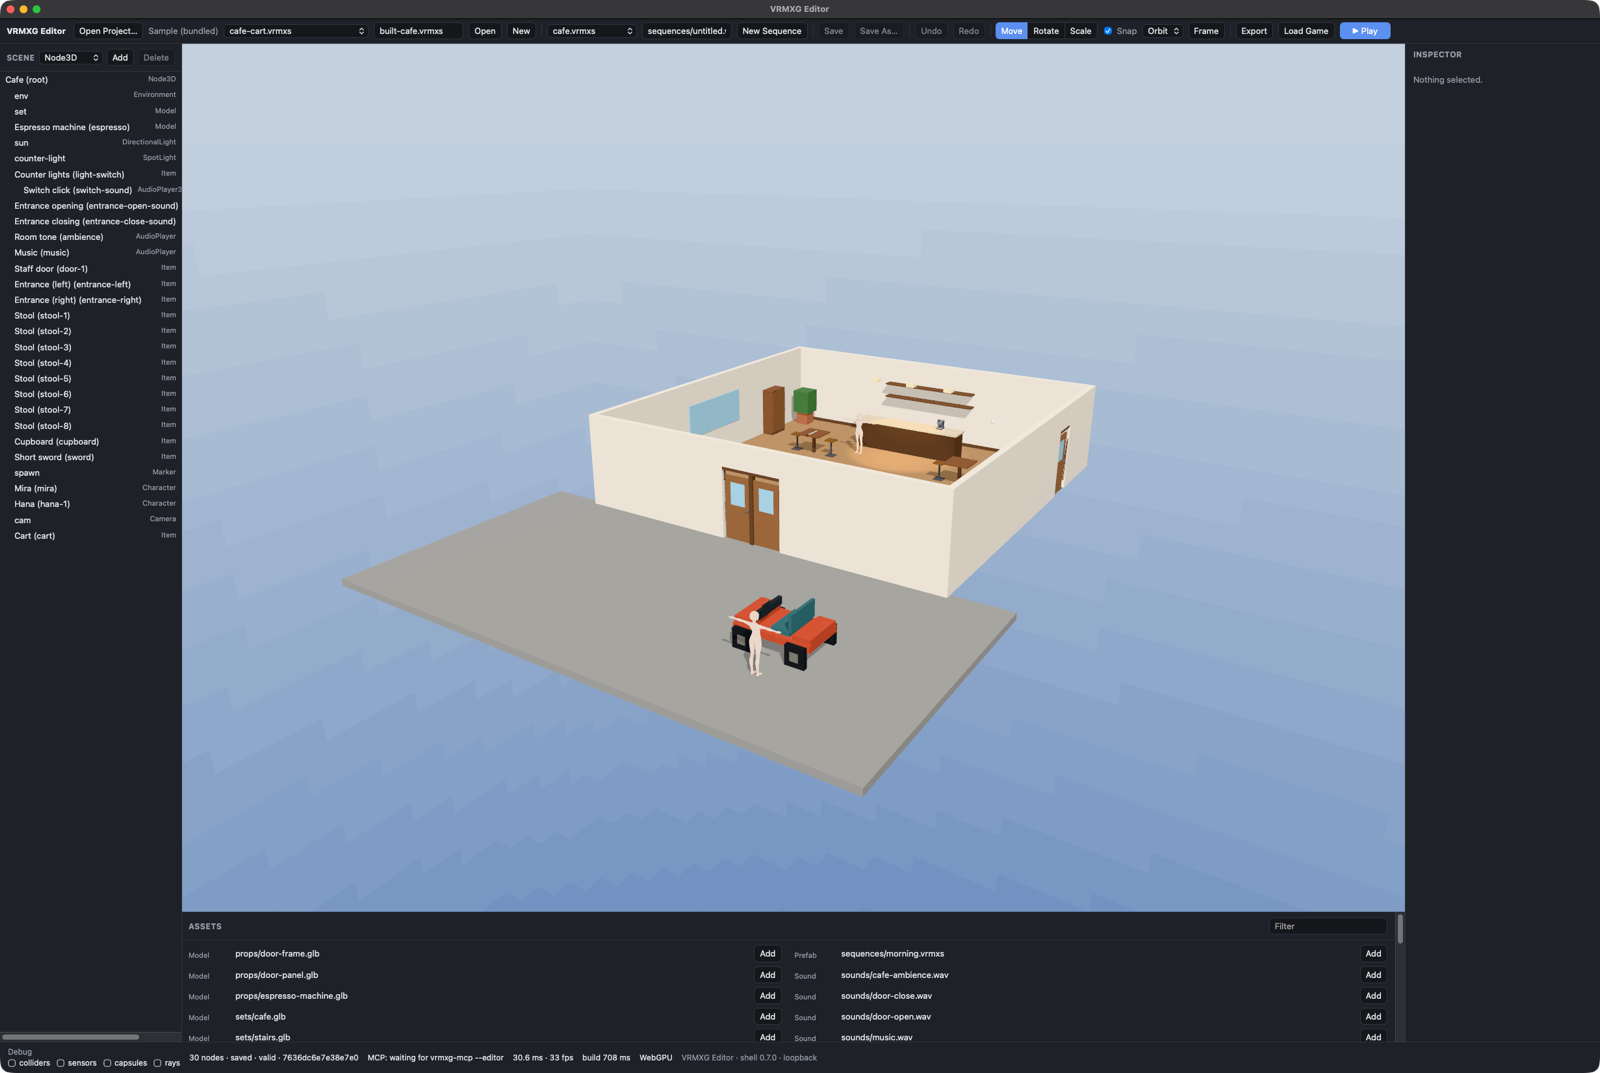 VRMXG Editor
VRMXG Editor Open Project... Sample (bundled) cafe-cart.vrmxs built-cafe.vrmxs Open New cafe.vrmxs sequences/untitled. New Sequence Save Save As... Undo Redo Move Rotate Scale Snap Orbit Frame Export Load Game Play
SCENE Node3D Add Delete
Cafe (root) Node3D
env Environment
set Model
Espresso machine (espresso) Model
sun DirectionalLight
counter-light SpotLight
Counter lights (light-switch) Item
Switch click (switch-sound) AudioPlayer3
Entrance opening (entrance-open-sound)
Entrance closing (entrance-close-sound)
Room tone (ambience) AudioPlayer
Music (music) AudioPlayer
Staff door (door-1) Item
Entrance (left) (entrance-left) Item
Entrance (right) (entrance-right) Item
Stool (stool-1) Item
Stool (stool-2) Item
Stool (stool-3) Item
Stool (stool-4) Item
Stool (stool-5) Item
Stool (stool-6) Item
Stool (stool-7) Item
Stool (stool-8) Item
Cupboard (cupboard) Item
Short sword (sword) Item
spawn Marker
Mira (mira) Character
Hana (hana-1) Character
cam Camera
Cart (cart) Item
INSPECTOR
Nothing selected.
ASSETS Filter
Model props/door-frame.glb Add Prefab sequences/morning.vrmxs Add
Model props/door-panel.glb Add Sound sounds/cafe-ambience.wav Add
Model props/espresso-machine.glb Add Sound sounds/door-close.wav Add
Model sets/cafe.glb Add Sound sounds/door-open.wav Add
Model sets/stairs.glb Add Sound sounds/music.wav Add
Debug
colliders sensors capsules rays 30 nodes · saved · valid · 7636dc6e7e38e7e0 MCP: waiting for vrmxg-mcp --editor 30.6 ms · 33 fps build 708 ms WebGPU VRMXG Editor · shell 0.7.0 · loopback